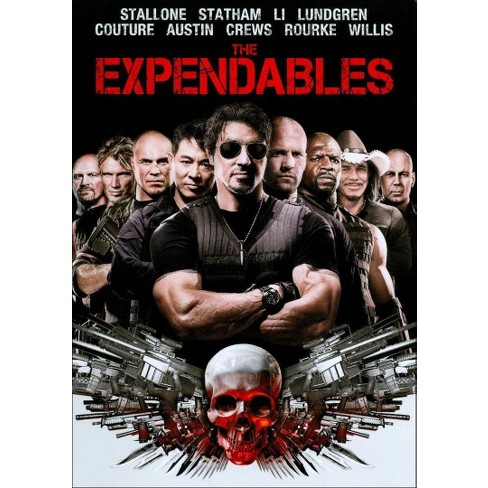 STALLONE STATHAM LI LUNDGREN
COUTURE AUSTIN CREWS ROURKE WILLIS
THE
EXPENDABLES